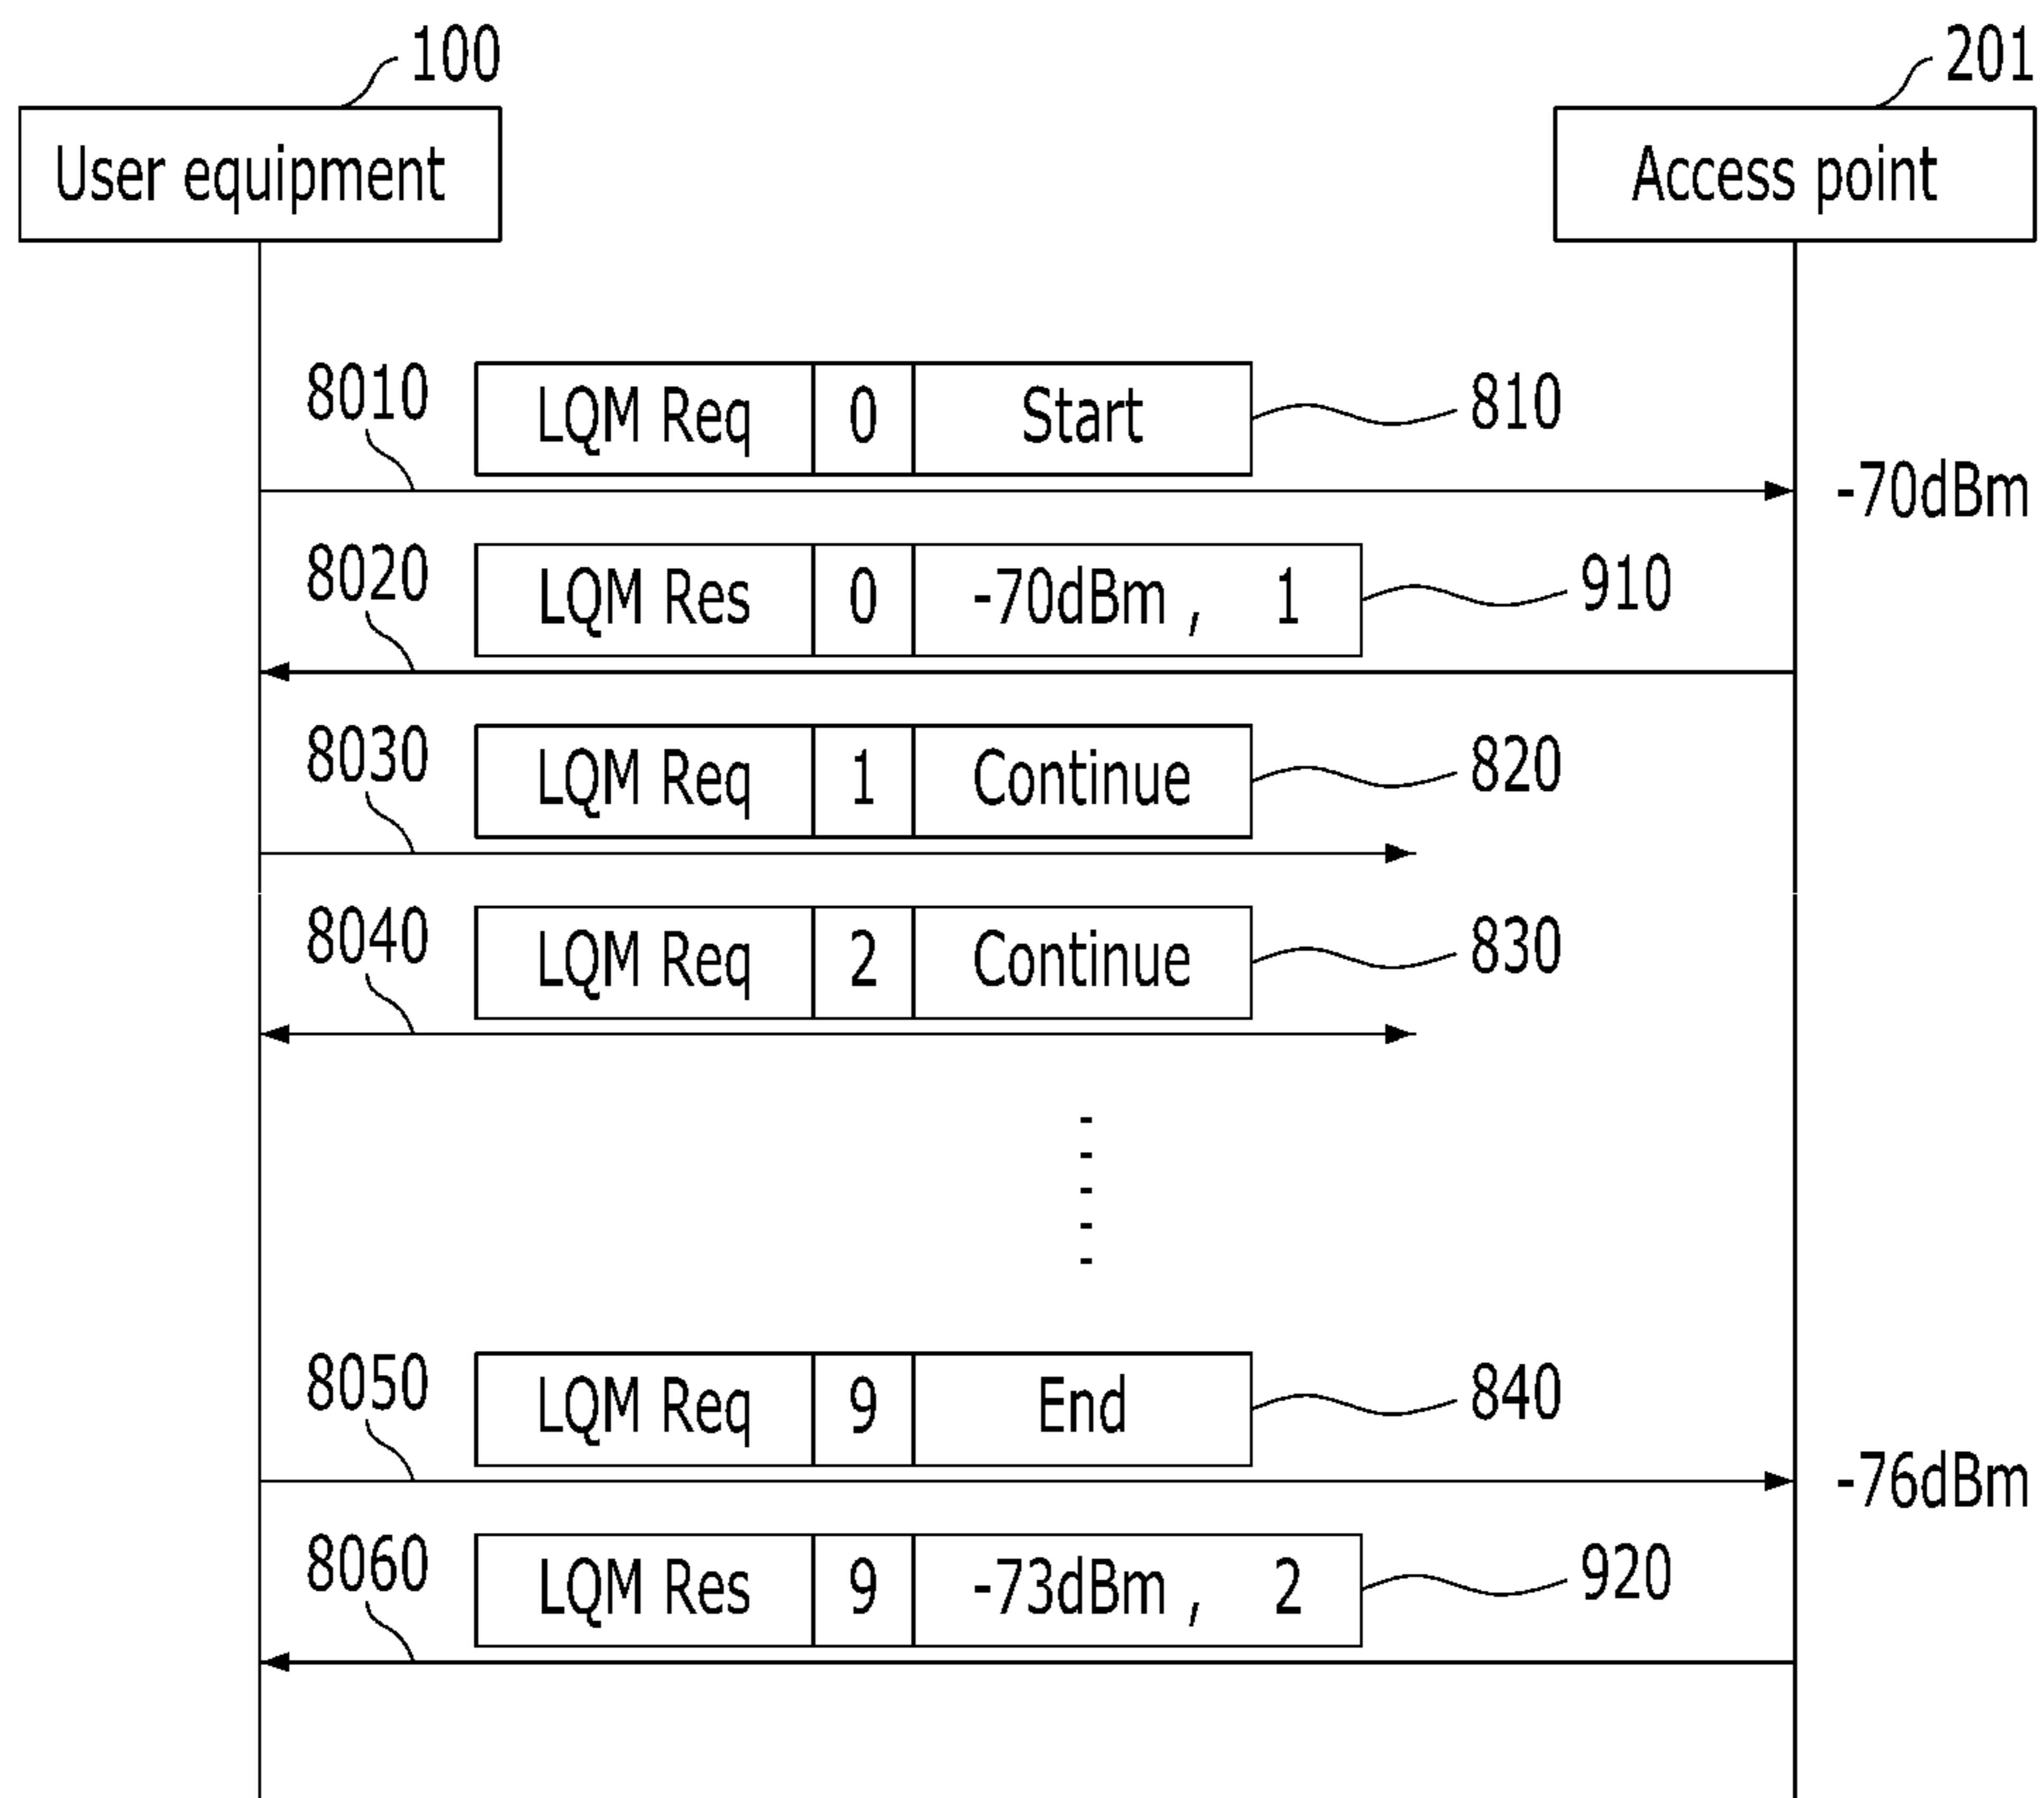 100
201
User equipment
Access point
8010
LQM Req 0 Start
810
-70dBm
8020
LQM Res 0 -70dBm , 1
910
8030
LQM Req 1 Continue
820
8040
LQM Req 2 Continue
830
8050
LQM Req 9 End
840
-76dBm
8060
LQM Res 9 -73dBm , 2
920